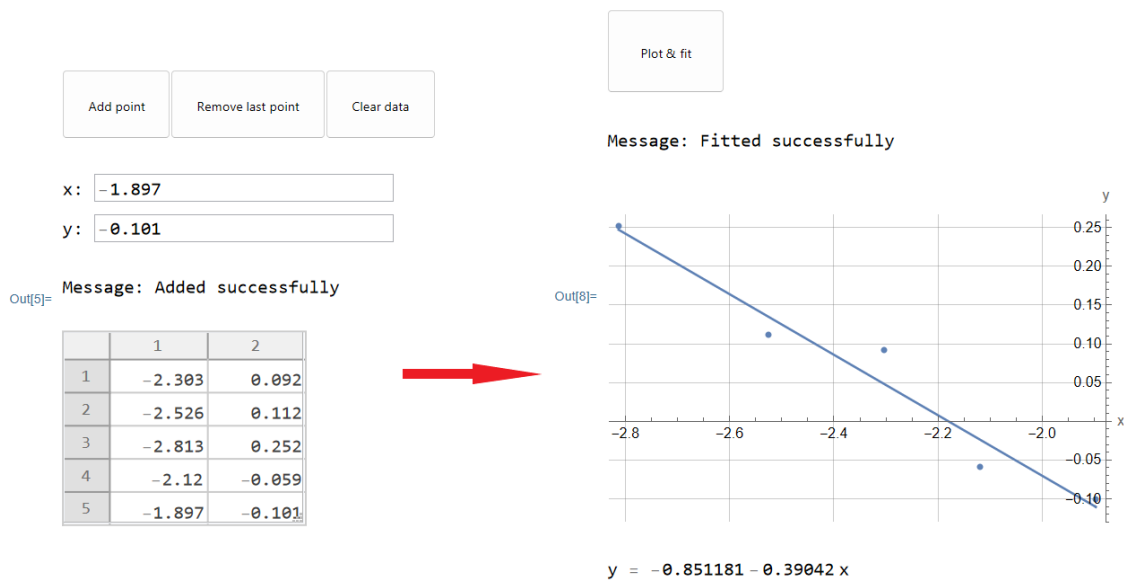 Add point Remove last point Clear data
x: -1.897
y: -0.101
Message: Added successfully
Out[5]=
1 2
1 -2.303 0.092
2 -2.526 0.112
3 -2.813 0.252
4 -2.12 -0.059
5 -1.897 -0.101
Plot & fit
Message: Fitted successfully
Out[8]=
y
0.25
0.20
0.15
0.10
0.05
-2.8 -2.6 -2.4 -2.2 -2.0 x
-0.05
-0.10
y = -0.851181 - 0.39042 x